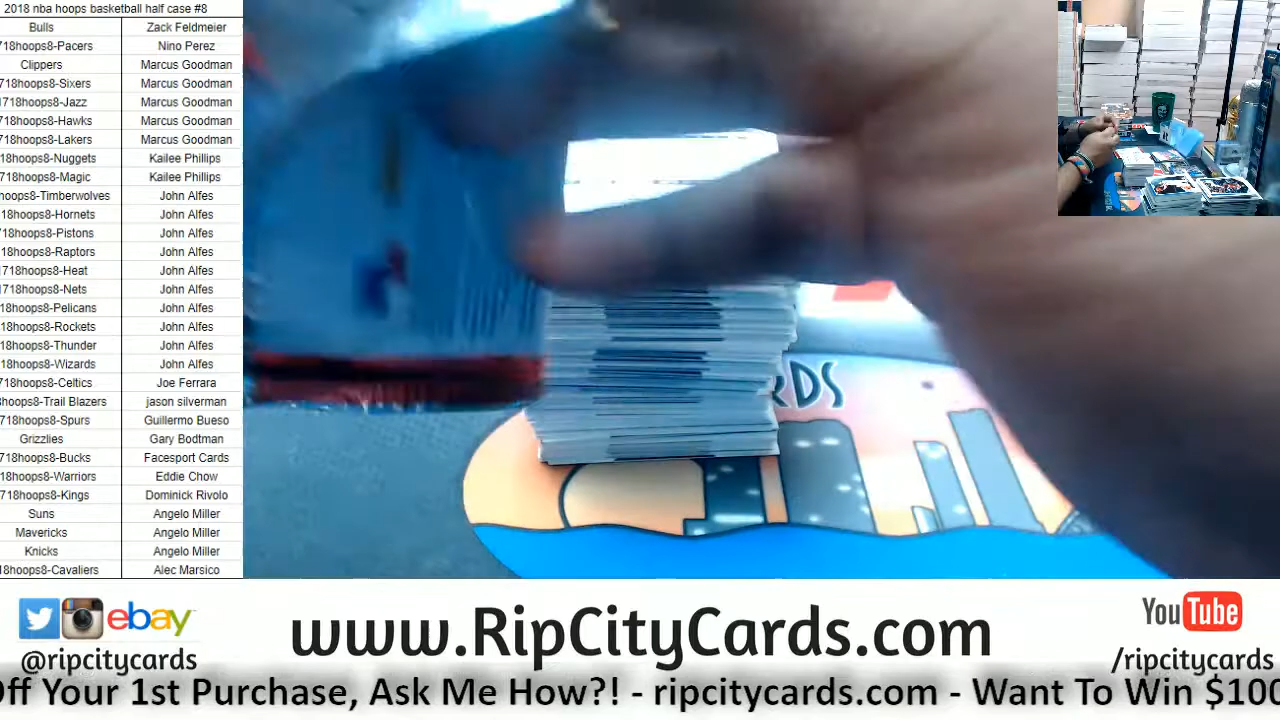 2018 nba hoops basketball half case #8
Bulls Zack Feldmeier
718hoops8-Pacers Nino Perez
Clippers Marcus Goodman
718hoops8-Sixers Marcus Goodman
1718hoops8-Jazz Marcus Goodman
718hoops8-Hawks Marcus Goodman
718hoops8-Lakers Marcus Goodman
18hoops8-Nuggets Kailee Phillips
718hoops8-Magic Kailee Phillips
hoops8-Timberwolves John Alfes
18hoops8-Hornets John Alfes
718hoops8-Pistons John Alfes
18hoops8-Raptors John Alfes
1718hoops8-Heat John Alfes
1718hoops8-Nets John Alfes
18hoops8-Pelicans John Alfes
18hoops8-Rockets John Alfes
18hoops8-Thunder John Alfes
18hoops8-Wizards John Alfes
718hoops8-Celtics Joe Ferrara
hoops8-Trail Blazers jason silverman
718hoops8-Spurs Guillermo Bueso
Grizzlies Gary Bodtman
718hoops8-Bucks Facesport Cards
18hoops8-Warriors Eddie Chow
718hoops8-Kings Dominick Rivolo
Suns Angelo Miller
Mavericks Angelo Miller
Knicks Angelo Miller
18hoops8-Cavaliers Alec Marsico
RDS
ebay
@ripcitycards
www.RipCityCards.com
YouTube
/ripcitycards
Off Your 1st Purchase, Ask Me How?! - ripcitycards.com - Want To Win $100